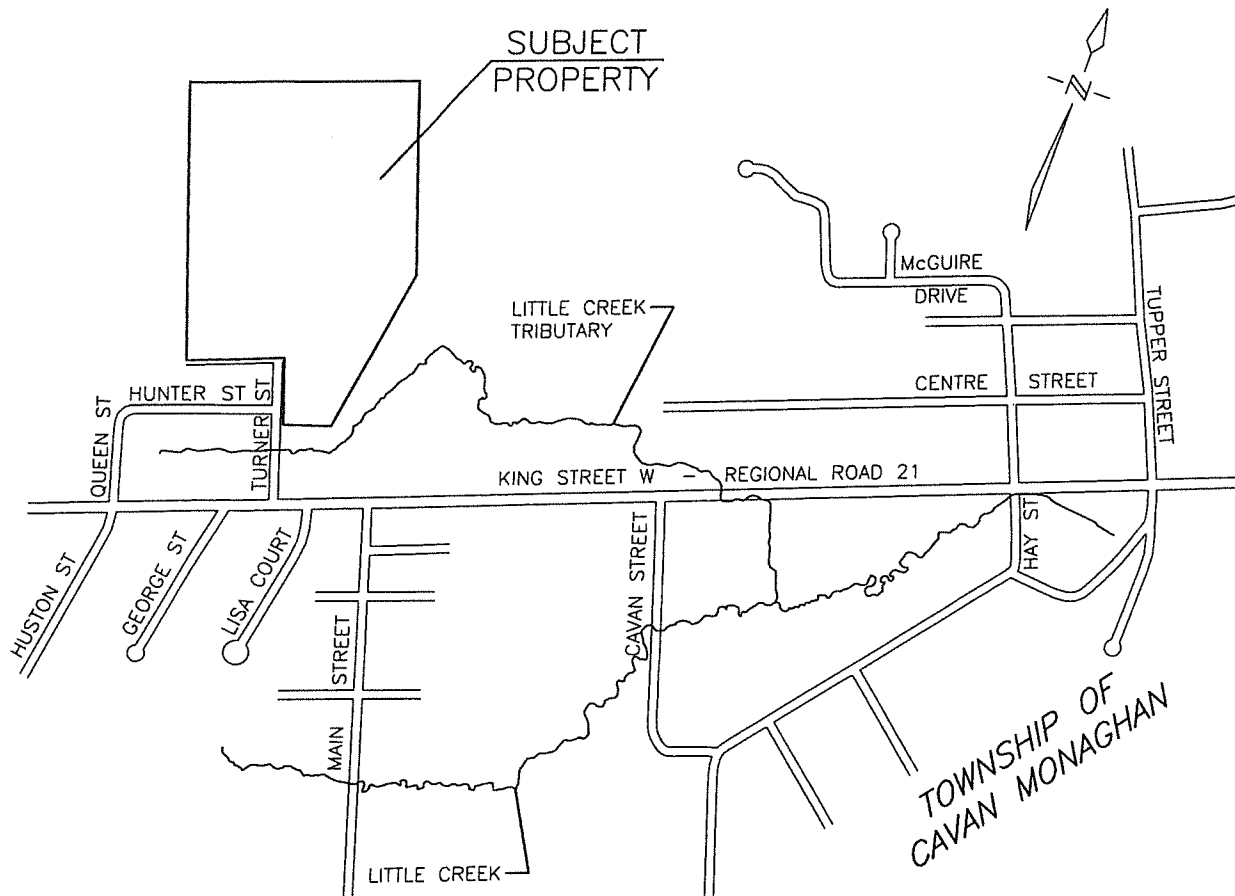 SUBJECT
PROPERTY
N
McGUIRE
DRIVE
LITTLE CREEK
TRIBUTARY
TUPPER STREET
CENTRE STREET
HUNTER ST
QUEEN ST
TURNER ST
KING STREET W - REGIONAL ROAD 21
HUSTON ST
GEORGE ST
LISA COURT
MAIN STREET
CAVAN STREET
HAY ST
TOWNSHIP OF
CAVAN MONAGHAN
LITTLE CREEK